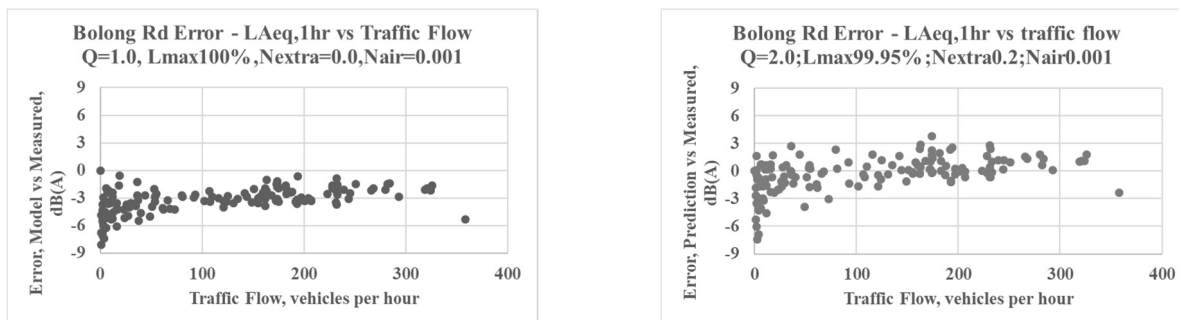 Bolong Rd Error - LAeq,1hr vs Traffic Flow
Q=1.0, Lmax100%,Nextra=0.0,Nair=0.001
Error, Model vs Measured,
dB(A)
9
6
3
0
-3
-6
-9
0 100 200 300 400
Traffic Flow, vehicles per hour
Bolong Rd Error - LAeq,1hr vs traffic flow
Q=2.0;Lmax99.95%;Nextra0.2;Nair0.001
Error, Prediction vs Measured,
dB(A)
9
6
3
0
-3
-6
-9
0 100 200 300 400
Traffic Flow, vehicles per hour